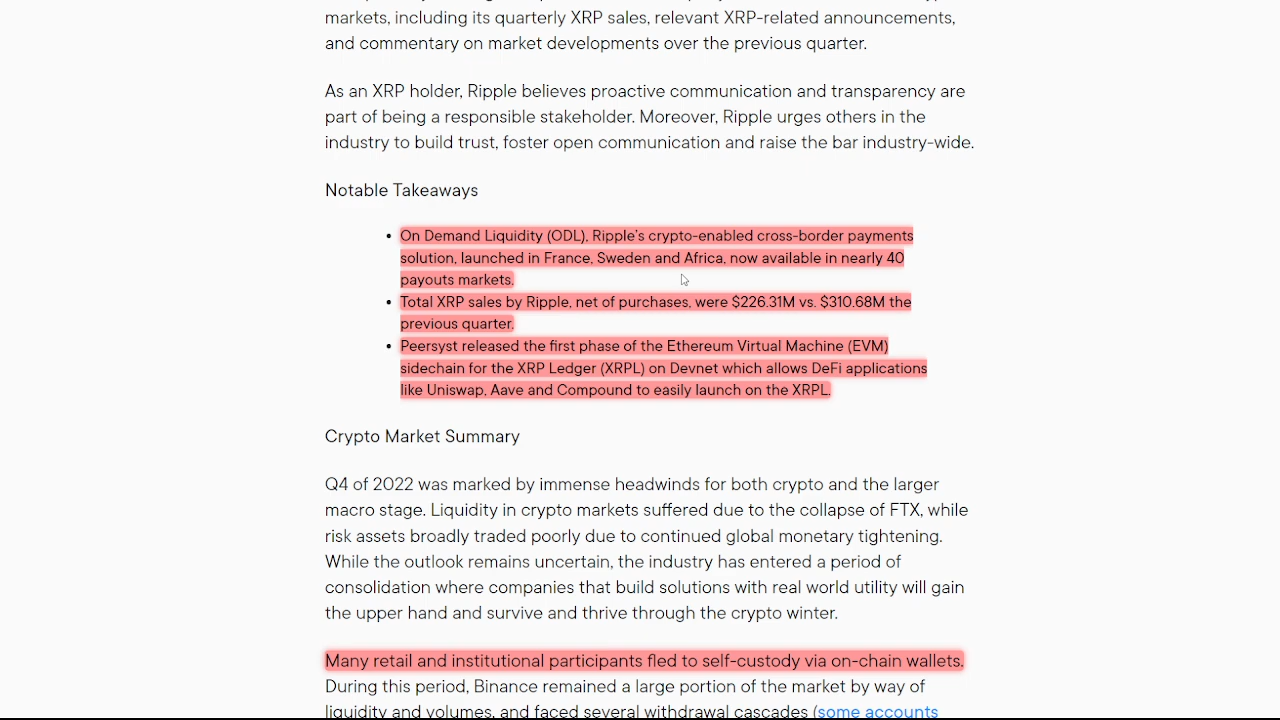 markets, including its quarterly XRP sales, relevant XRP-related announcements,
and commentary on market developments over the previous quarter.
As an XRP holder, Ripple believes proactive communication and transparency are
part of being a responsible stakeholder. Moreover, Ripple urges others in the
industry to build trust, foster open communication and raise the bar industry-wide.
Notable Takeaways
• On Demand Liquidity (ODL), Ripple's crypto-enabled cross-border payments
solution, launched in France, Sweden and Africa, now available in nearly 40
payouts markets.
• Total XRP sales by Ripple, net of purchases, were $226.31M vs. $310.68M the
previous quarter.
• Peersyst released the first phase of the Ethereum Virtual Machine (EVM)
sidechain for the XRP Ledger (XRPL) on Devnet which allows DeFi applications
like Uniswap, Aave and Compound to easily launch on the XRPL.
Crypto Market Summary
Q4 of 2022 was marked by immense headwinds for both crypto and the larger
macro stage. Liquidity in crypto markets suffered due to the collapse of FTX, while
risk assets broadly traded poorly due to continued global monetary tightening.
While the outlook remains uncertain, the industry has entered a period of
consolidation where companies that build solutions with real world utility will gain
the upper hand and survive and thrive through the crypto winter.
Many retail and institutional participants fled to self-custody via on-chain wallets.
During this period, Binance remained a large portion of the market by way of
liquidity and volumes, and faced several withdrawal cascades (some accounts